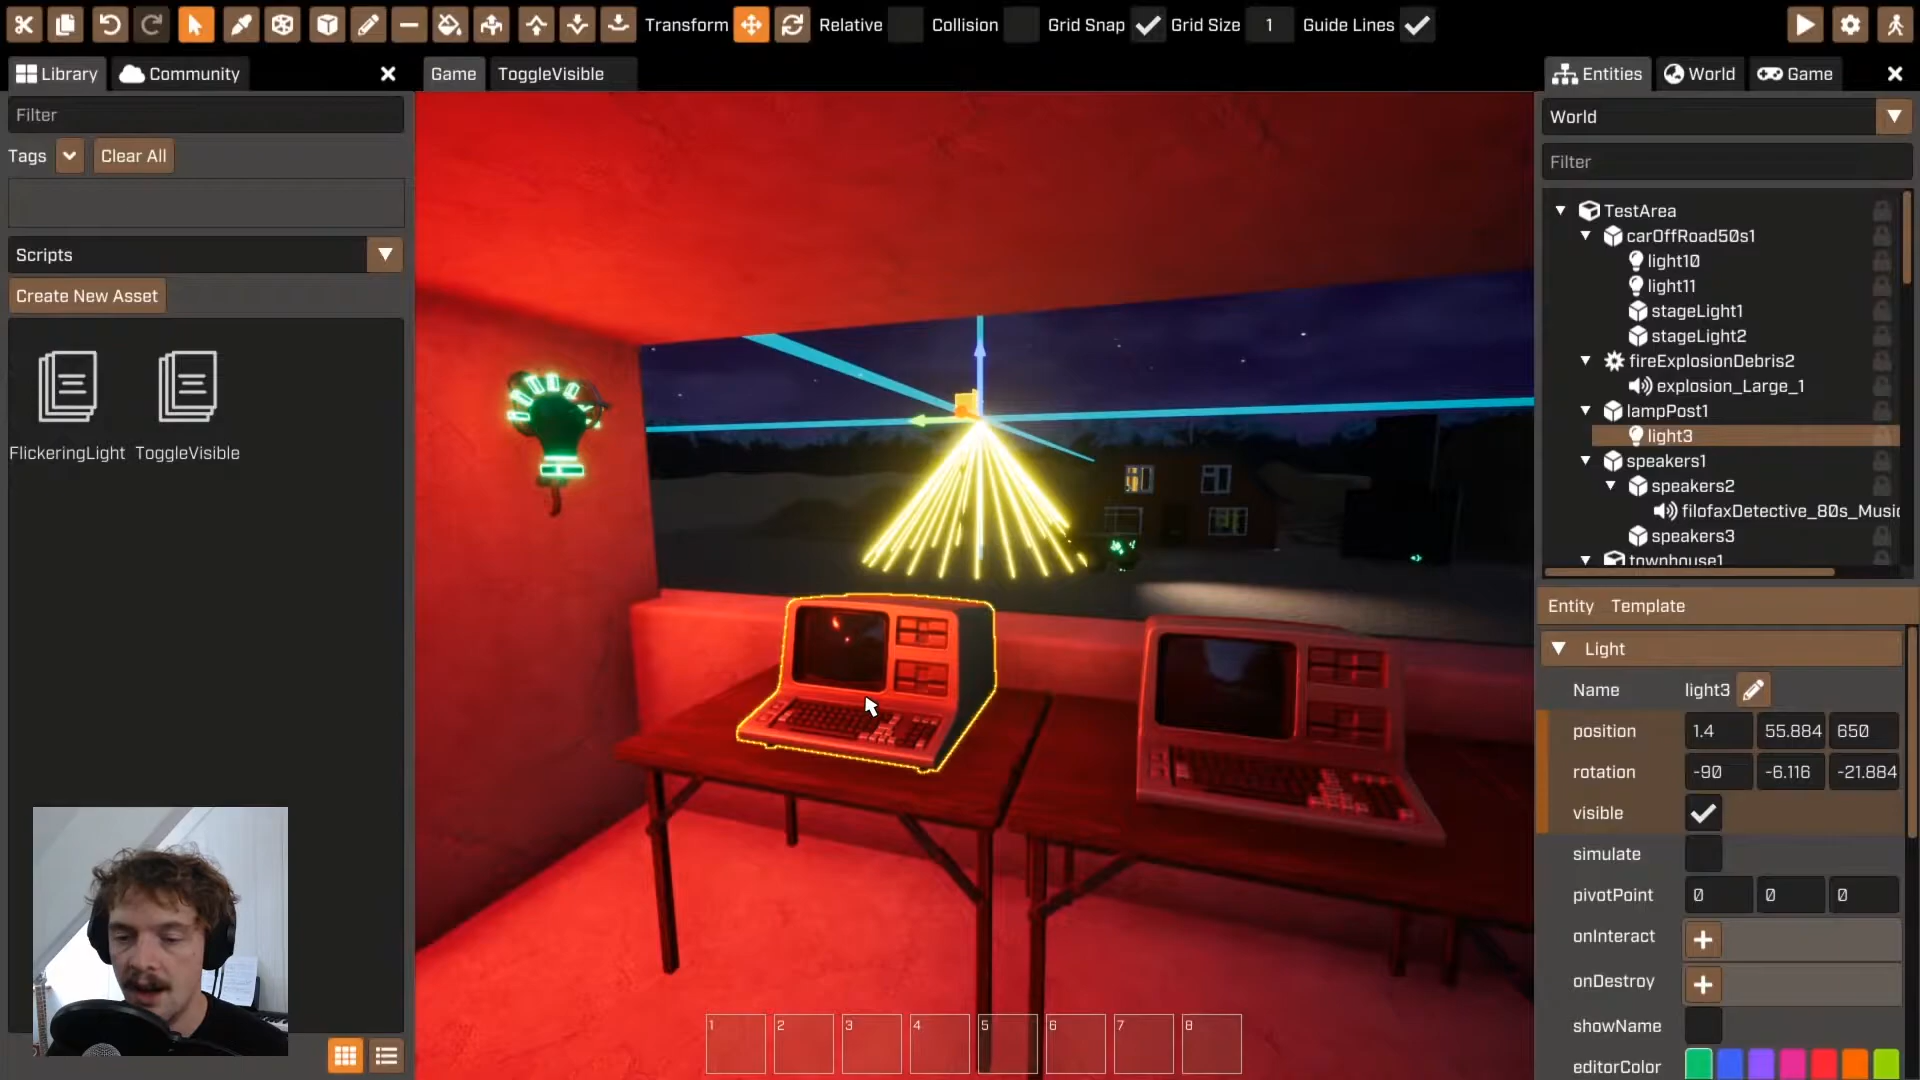 Transform Relative Collision Grid Snap Grid Size 1 Guide Lines
Library Community
Filter
Tags Clear All
Scripts
Create New Asset
FlickeringLight ToggleVisible
Game ToggleVisible
1 2 3 4 5 6 7 8
Entities World Game
World
Filter
TestArea
carOffRoad50s1
light10
light11
stageLight1
stageLight2
fireExplosionDebris2
explosion_Large_1
lampPost1
light3
speakers1
speakers2
filofaxDetective_80s_Music
speakers3
townhouse1
Entity Template
Light
Name light3
position 1.4 55.884 650
rotation -90 -6.116 -21.884
visible
simulate
pivotPoint 0 0 0
onInteract
onDestroy
showName
editorColor